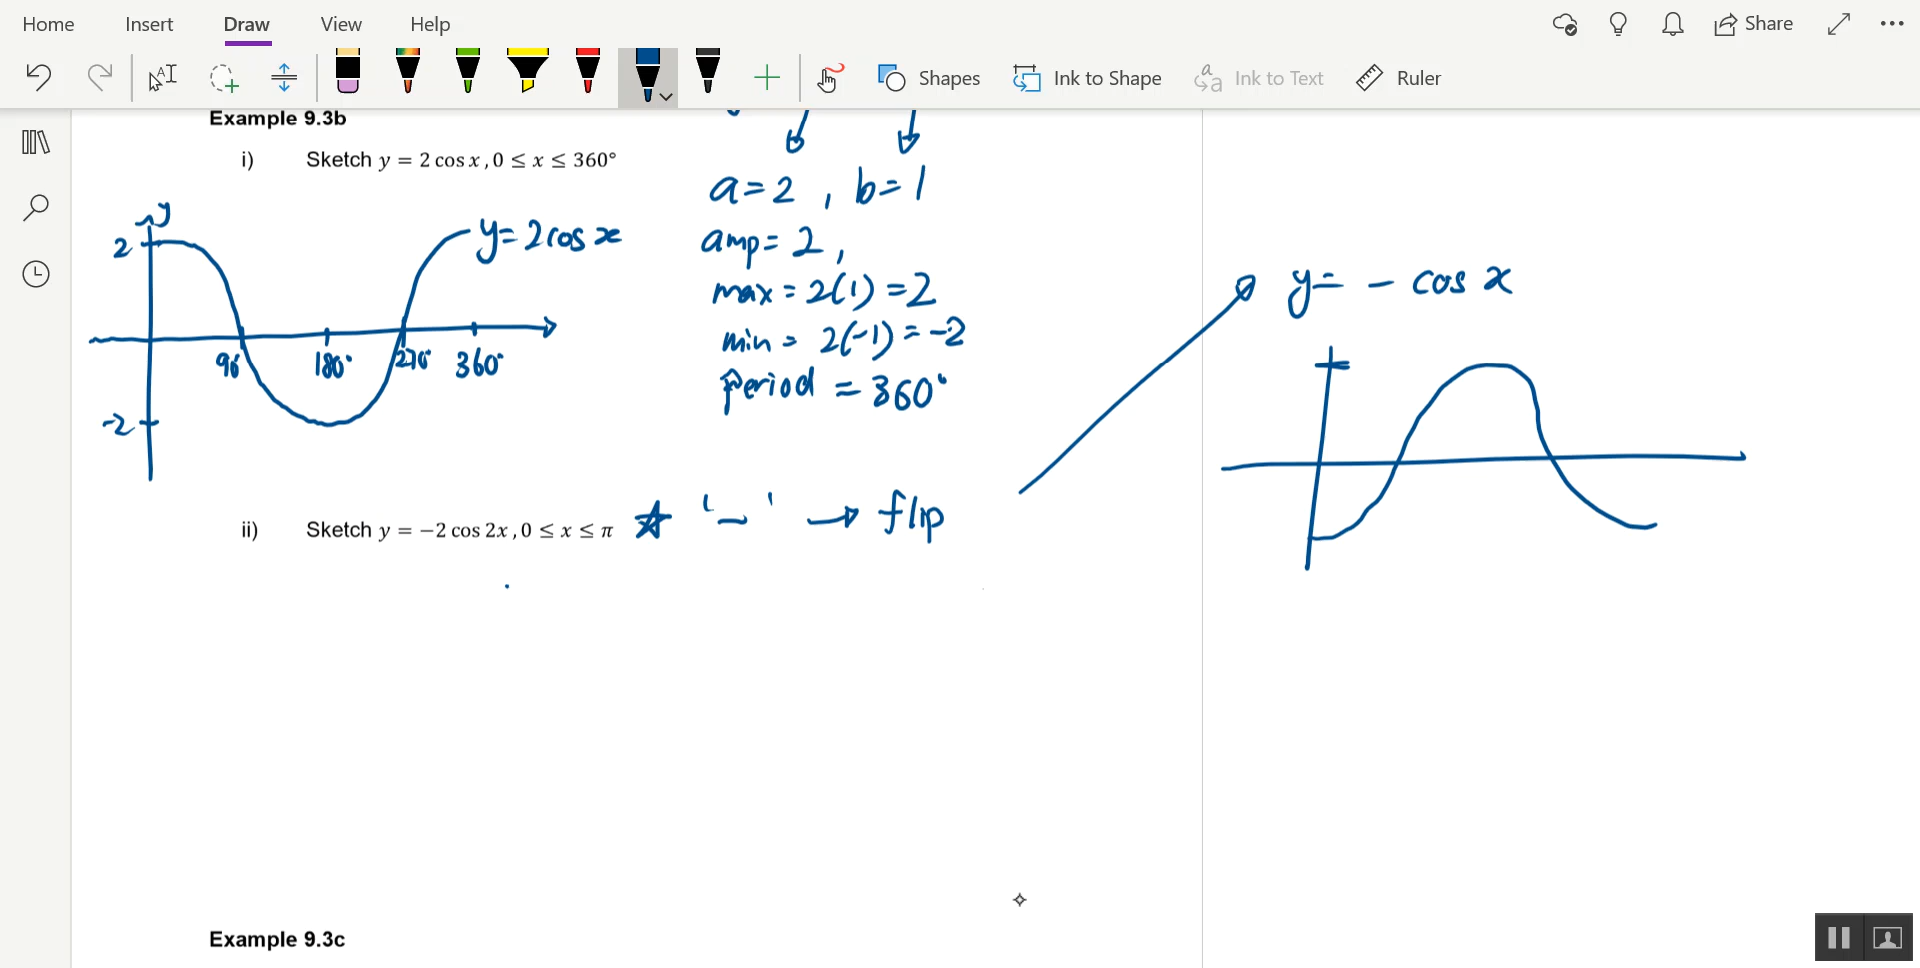 Home Insert Draw View Help Share
Shapes Ink to Shape Ink to Text Ruler
Example 9.3b
i) Sketch y = 2 cos x , 0 ≤ x ≤ 360°
a = 2 , b = 1
y
2
y = 2 cos x
amp = 2 ,
max = 2(1) = 2
min = 2(-1) = -2
period = 360°
90° 180° 270° 360°
-2
y = - cos x
ii) Sketch y = −2 cos 2x , 0 ≤ x ≤ π ☆ '-' → flip
Example 9.3c